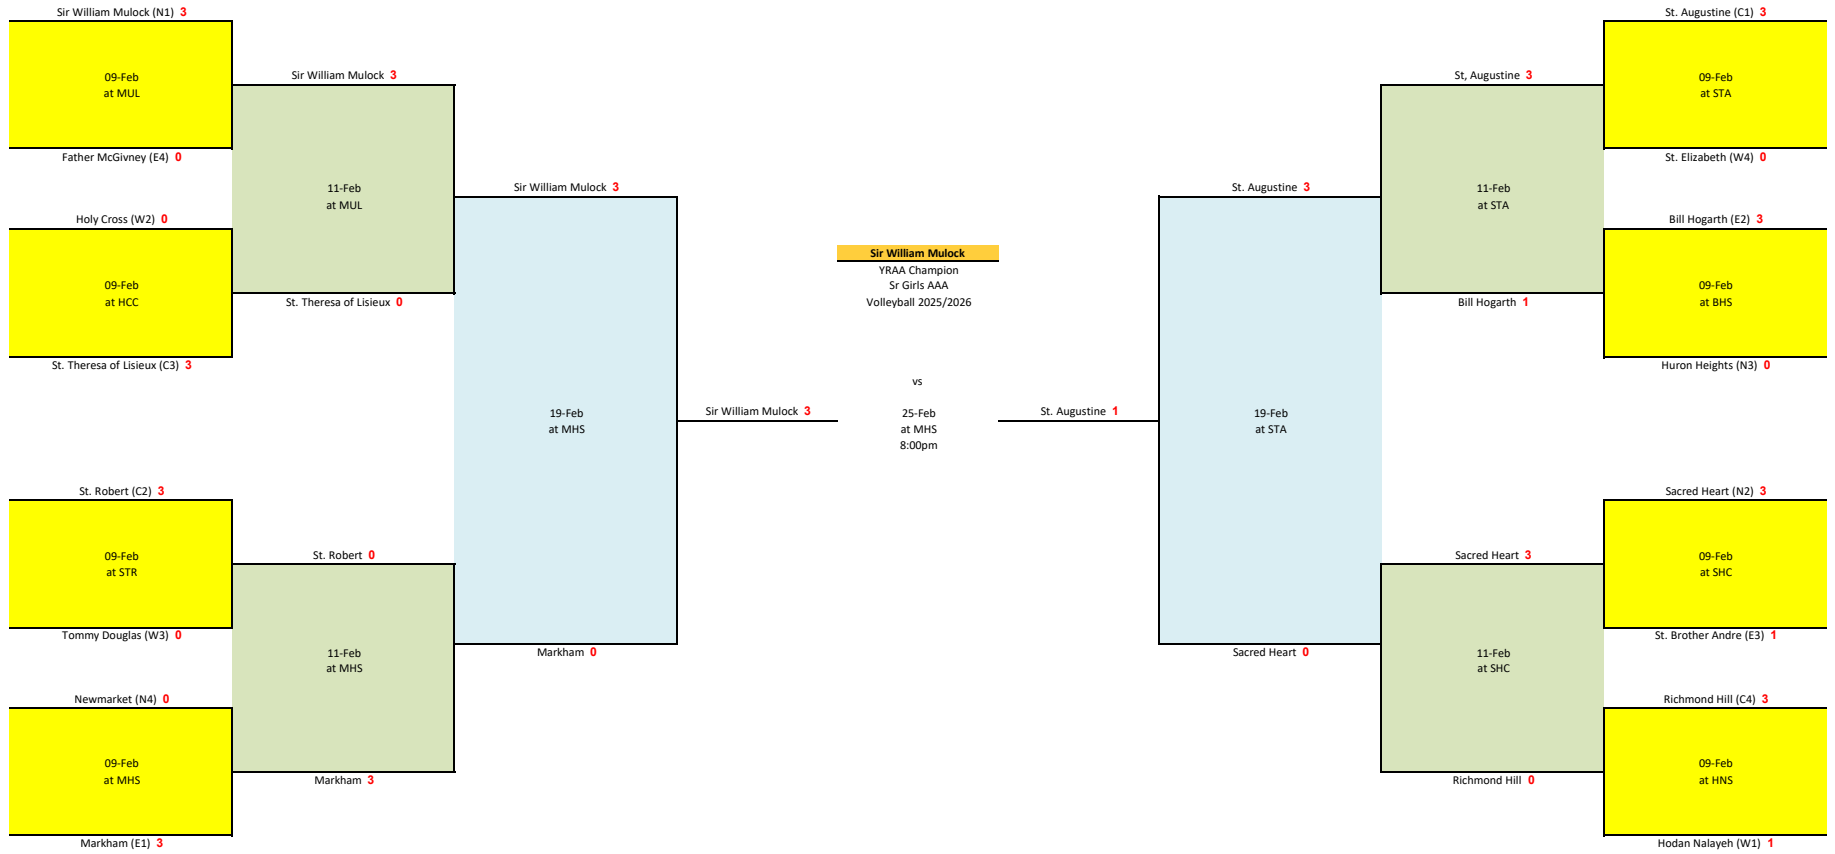 Sir William Mulock (N1) 3
09-Feb
at MUL
Father McGivney (E4) 0
Holy Cross (W2) 0
09-Feb
at HCC
St. Theresa of Lisieux (C3) 3
St. Robert (C2) 3
09-Feb
at STR
Tommy Douglas (W3) 0
Newmarket (N4) 0
09-Feb
at MHS
Markham (E1) 3
Sir William Mulock 3
11-Feb
at MUL
St. Theresa of Lisieux 0
St. Robert 0
11-Feb
at MHS
Markham 3
Sir William Mulock 3
19-Feb
at MHS
Markham 0
Sir William Mulock 3
Sir William Mulock
YRAA Champion
Sr Girls AAA
Volleyball 2025/2026
vs
25-Feb
at MHS
8:00pm
St. Augustine 1
St. Augustine 3
19-Feb
at STA
Sacred Heart 0
St, Augustine 3
11-Feb
at STA
Bill Hogarth 1
Sacred Heart 3
11-Feb
at SHC
Richmond Hill 0
St. Augustine (C1) 3
09-Feb
at STA
St. Elizabeth (W4) 0
Bill Hogarth (E2) 3
09-Feb
at BHS
Huron Heights (N3) 0
Sacred Heart (N2) 3
09-Feb
at SHC
St. Brother Andre (E3) 1
Richmond Hill (C4) 3
09-Feb
at HNS
Hodan Nalayeh (W1) 1